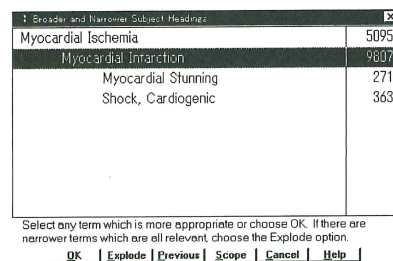 Broader and Narrower Subject Headings X
Myocardial Ischemia 5095
Myocardial Infarction 9807
Myocardial Stunning 271
Shock, Cardiogenic 363
Select any term which is more appropriate or choose OK. If there are
narrower terms which are all relevant, choose the Explode option.
OK | Explode | Previous | Scope | Cancel | Help